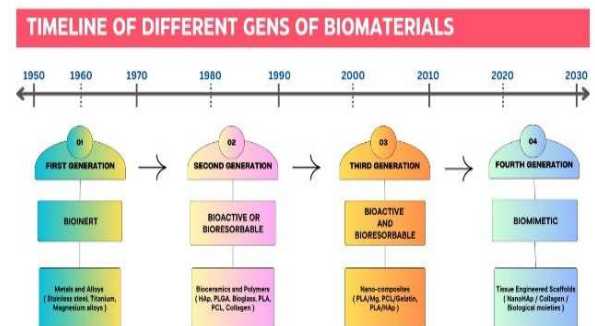 TIMELINE OF DIFFERENT GENS OF BIOMATERIALS
1950 1960 1970 1980 1990 2000 2010 2020 2030
01 02 03 04
FIRST GENERATION SECOND GENERATION THIRD GENERATION FOURTH GENERATION
BIOINERT
BIOACTIVE OR
BIORESORBABLE
BIOACTIVE
AND
BIORESORBABLE
BIOMIMETIC
Metals and Alloys
( Stainless steel, Titanium,
Magnesium alloys )
Bioceramics and Polymers
( HAp, PLGA, Bioglass, PLA,
PCL, Collagen )
Nano-composites
( PLA/Mg, PCL/Gelatin,
PLA/HAp )
Tissue Engineered Scaffolds
( NanoHAp / Collagen /
Biological moieties )